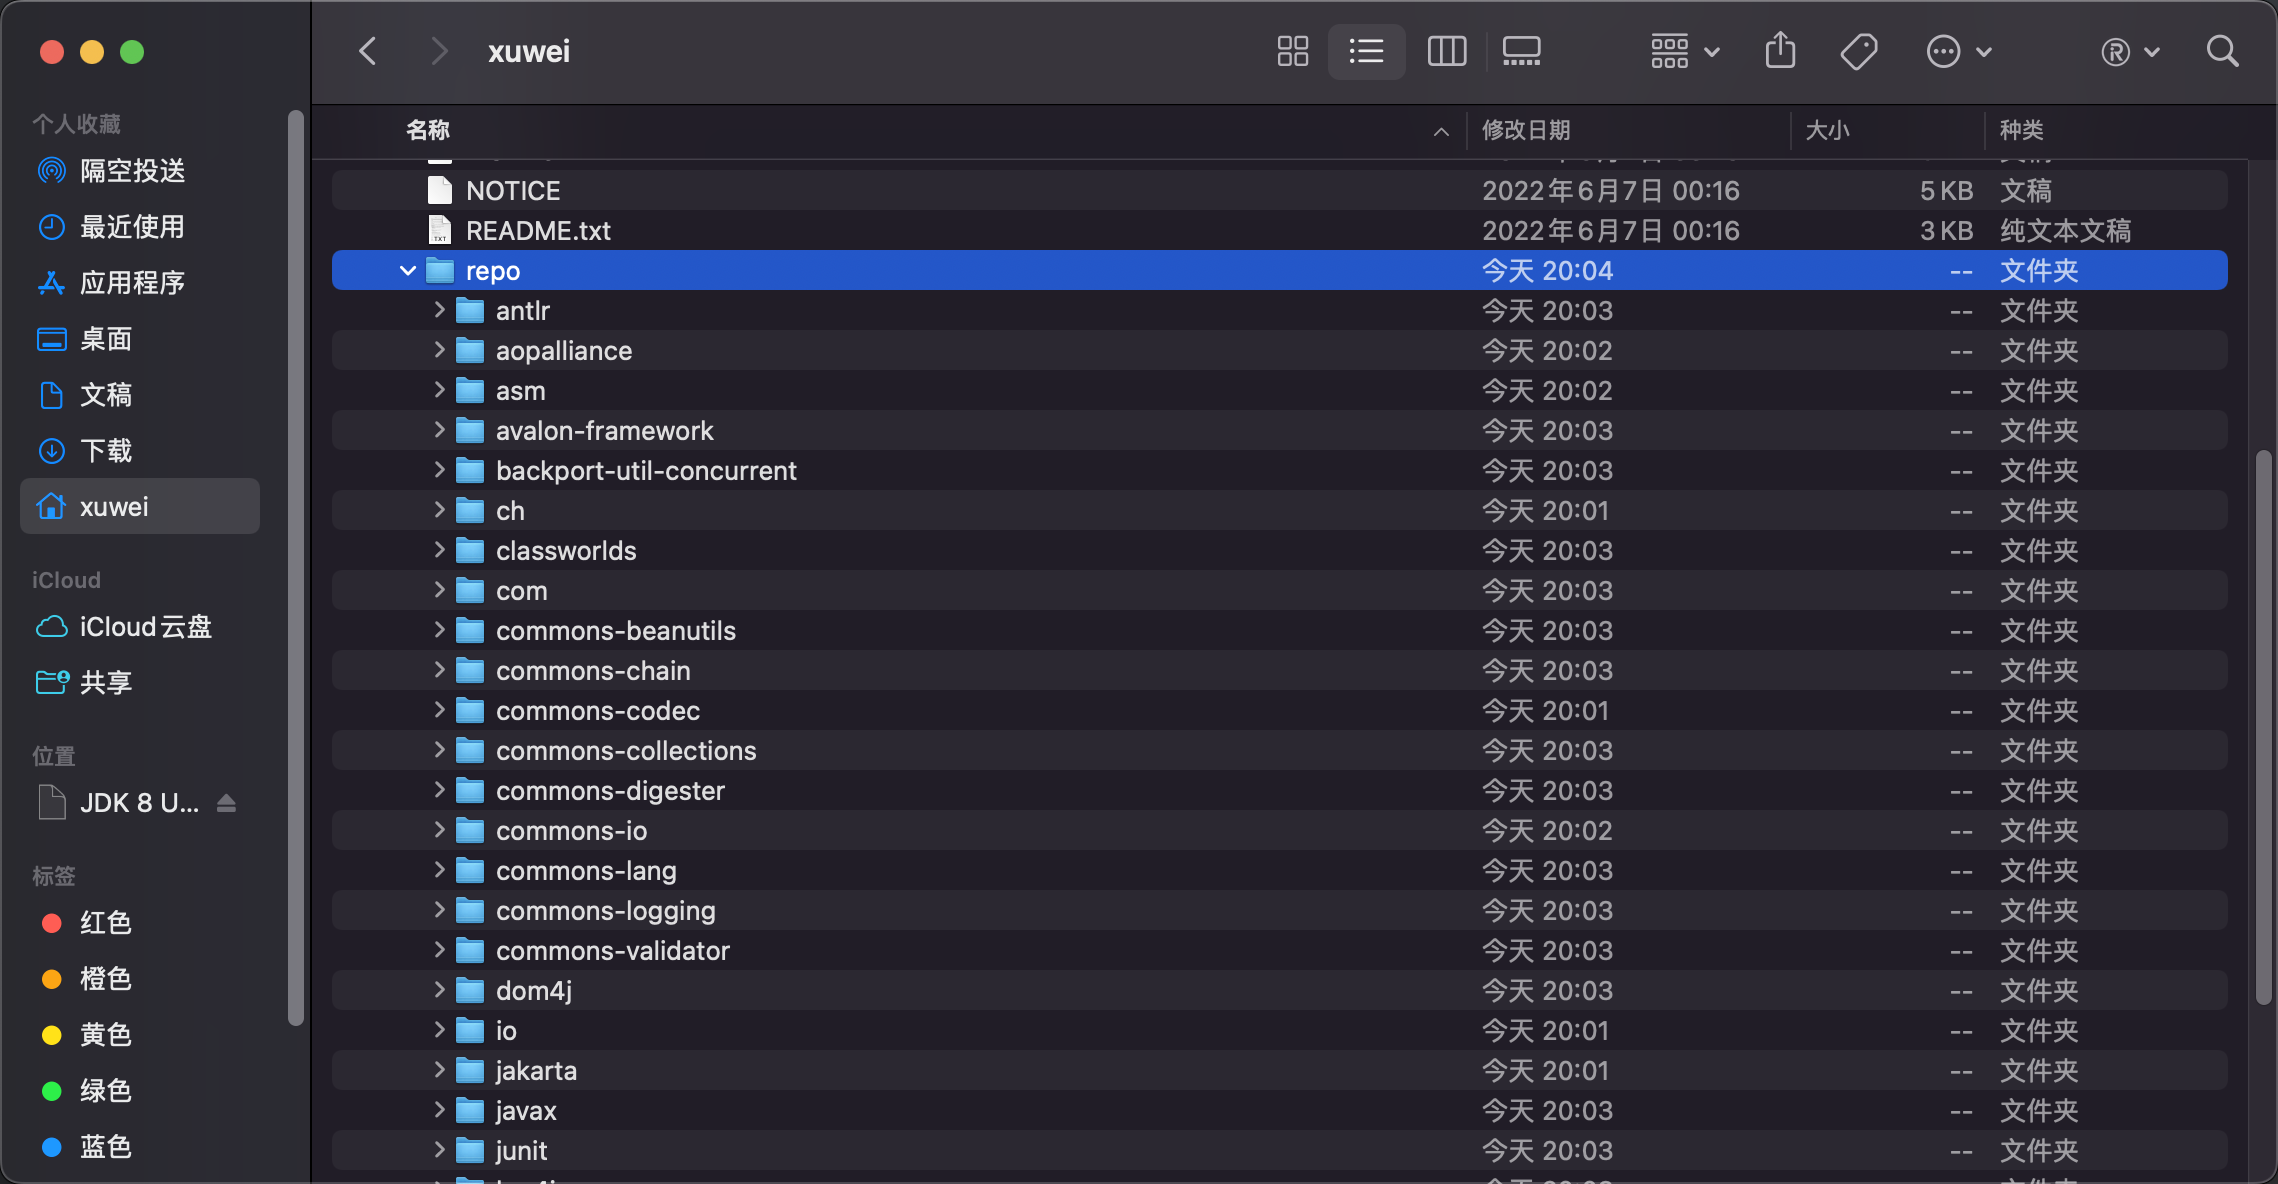 xuwei
个人收藏
隔空投送
最近使用
应用程序
桌面
文稿
下载
xuwei
iCloud
iCloud云盘
共享
位置
JDK 8 U...
标签
红色
橙色
黄色
绿色
蓝色
名称 修改日期 大小 种类
NOTICE 2022年6月7日 00:16 5 KB 文稿
README.txt 2022年6月7日 00:16 3 KB 纯文本文稿
repo 今天 20:04 -- 文件夹
antlr 今天 20:03 -- 文件夹
aopalliance 今天 20:02 -- 文件夹
asm 今天 20:02 -- 文件夹
avalon-framework 今天 20:03 -- 文件夹
backport-util-concurrent 今天 20:03 -- 文件夹
ch 今天 20:01 -- 文件夹
classworlds 今天 20:03 -- 文件夹
com 今天 20:03 -- 文件夹
commons-beanutils 今天 20:03 -- 文件夹
commons-chain 今天 20:03 -- 文件夹
commons-codec 今天 20:01 -- 文件夹
commons-collections 今天 20:03 -- 文件夹
commons-digester 今天 20:03 -- 文件夹
commons-io 今天 20:02 -- 文件夹
commons-lang 今天 20:03 -- 文件夹
commons-logging 今天 20:03 -- 文件夹
commons-validator 今天 20:03 -- 文件夹
dom4j 今天 20:03 -- 文件夹
io 今天 20:01 -- 文件夹
jakarta 今天 20:01 -- 文件夹
javax 今天 20:03 -- 文件夹
junit 今天 20:03 -- 文件夹